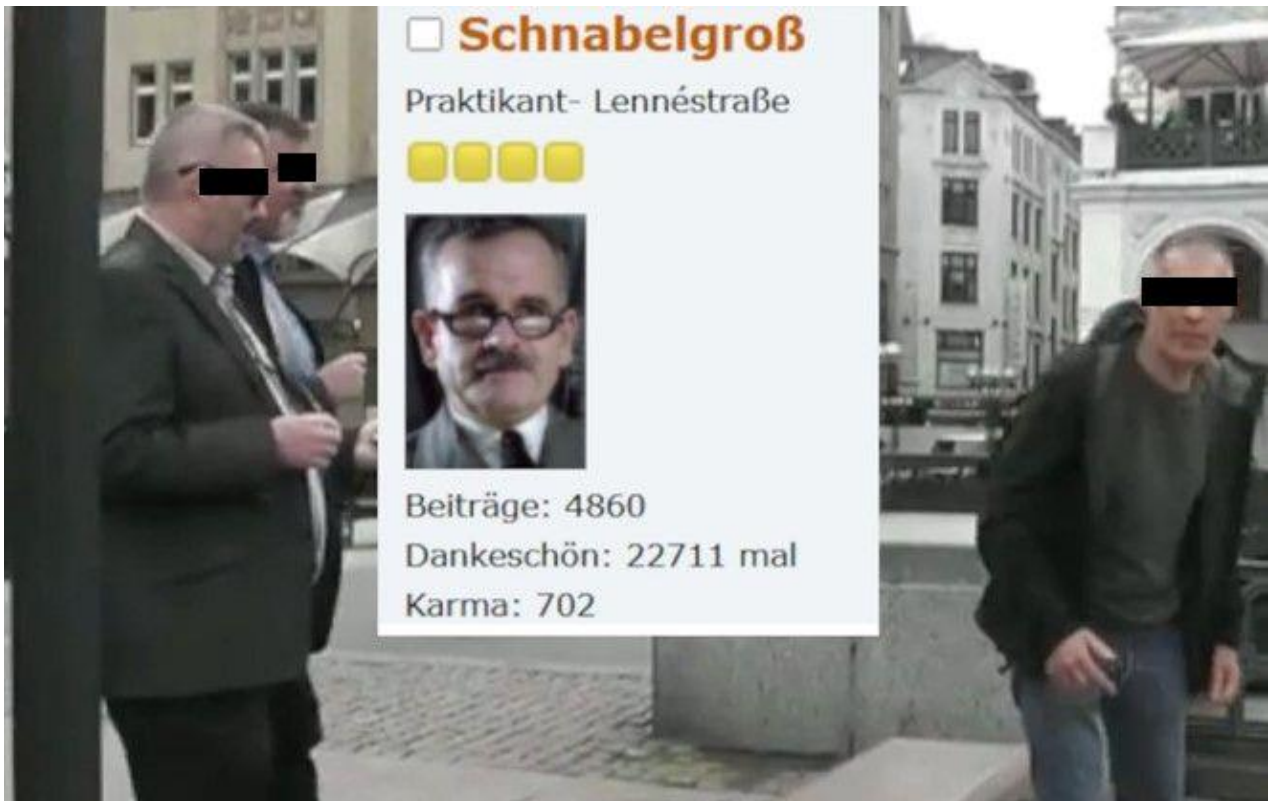 Schnabelgroß
Praktikant- Lennéstraße
Beiträge: 4860
Dankeschön: 22711 mal
Karma: 702